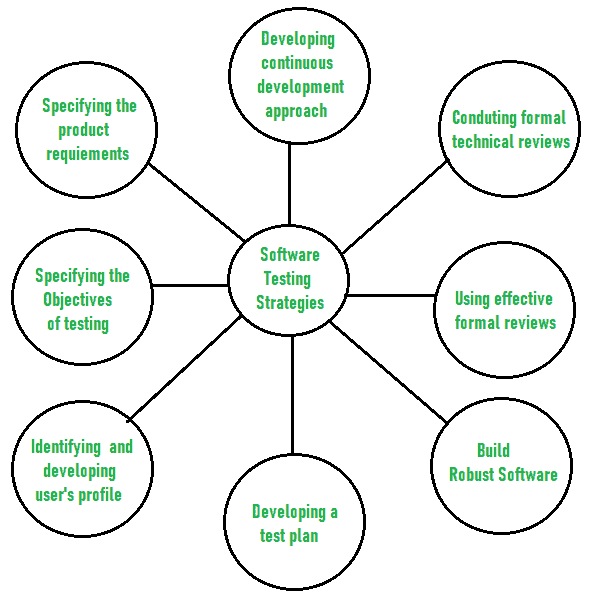 Developing
continuous
development
approach
Specifying the
product
requiements
Conduting formal
technical reviews
Software
Testing
Strategies
Specifying the
Objectives
of testing
Using effective
formal reviews
Identifying and
developing
user's profile
Build
Robust Software
Developing a
test plan